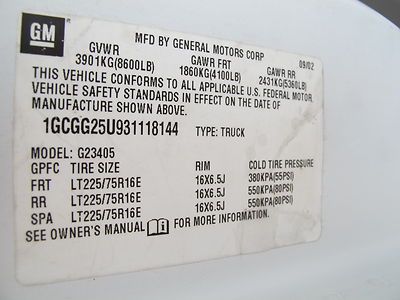 GM
MFD BY GENERAL MOTORS CORP
09/02
GVWR GAWR FRT GAWR RR
3901KG(8600LB) 1860KG(4100LB) 2431KG(5360LB)
THIS VEHICLE CONFORMS TO ALL APPLICABLE U.S. FEDERAL MOTOR
VEHICLE SAFETY STANDARDS IN EFFECT ON THE DATE OF
MANUFACTURE SHOWN ABOVE.
1GCGG25U931118144 TYPE: TRUCK
MODEL: G23405
GPFC TIRE SIZE RIM COLD TIRE PRESSURE
FRT LT225/75R16E 16X6.5J 380KPA(55PSI)
RR LT225/75R16E 16X6.5J 550KPA(80PSI)
SPA LT225/75R16E 16X6.5J 550KPA(80PSI)
SEE OWNER'S MANUAL FOR ADDITIONAL INFORMATION.